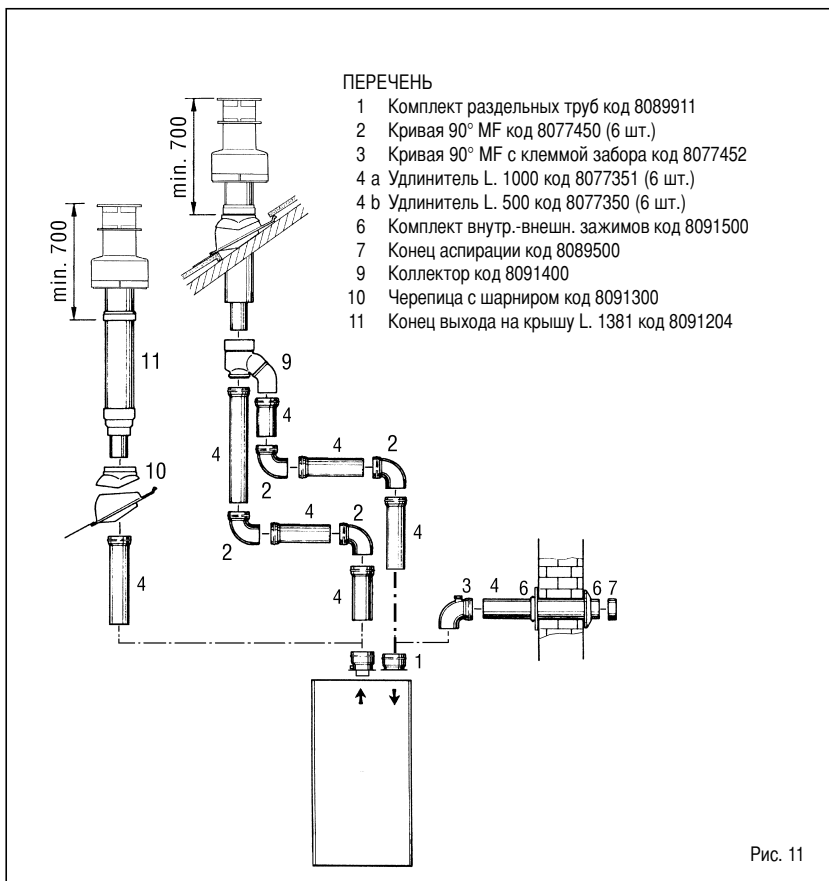 ПЕРЕЧЕНЬ
1 Комплект раздельных труб код 8089911
2 Кривая 90° MF код 8077450 (6 шт.)
3 Кривая 90° MF с клеммой забора код 8077452
4 a Удлинитель L. 1000 код 8077351 (6 шт.)
4 b Удлинитель L. 500 код 8077350 (6 шт.)
6 Комплект внутр.-внешн. зажимов код 8091500
7 Конец аспирации код 8089500
9 Коллектор код 8091400
10 Черепица с шарниром код 8091300
11 Конец выхода на крышу L. 1381 код 8091204
min. 700
min. 700
11
9
4
10
4
4
2
2
4
2
2
4
4
4
4
3
4
6
6
7
1
Рис. 11